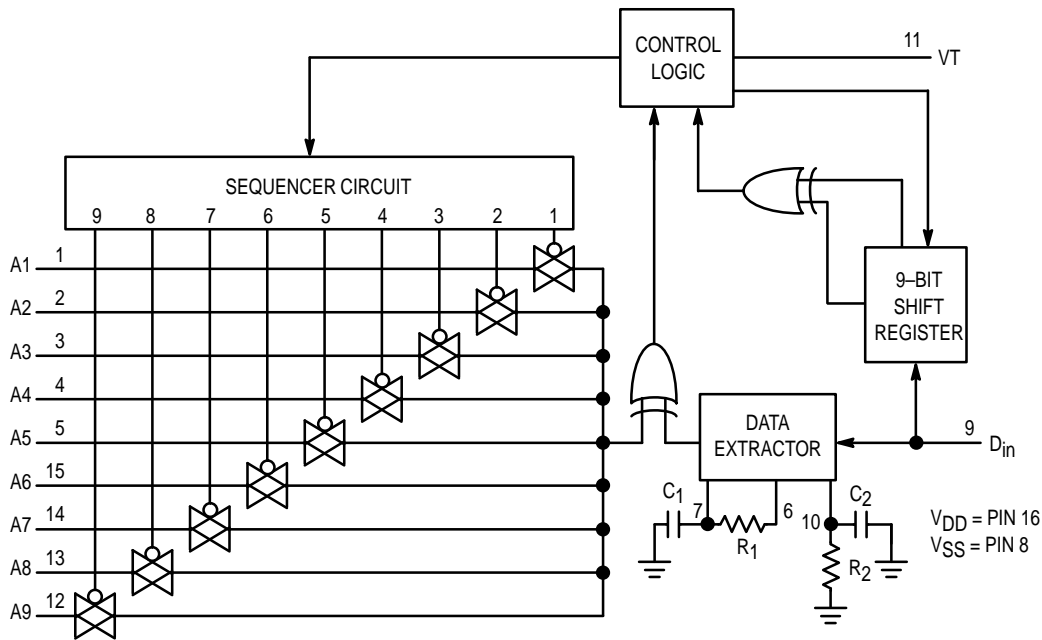 CONTROL
LOGIC
11
VT
SEQUENCER CIRCUIT
9 8 7 6 5 4 3 2 1
A1 1
A2 2
A3 3
A4 4
A5 5
A6 15
A7 14
A8 13
A9 12
9–BIT
SHIFT
REGISTER
DATA
EXTRACTOR
9
Din
C1
7
R1
6
10
C2
R2
VDD = PIN 16
VSS = PIN 8